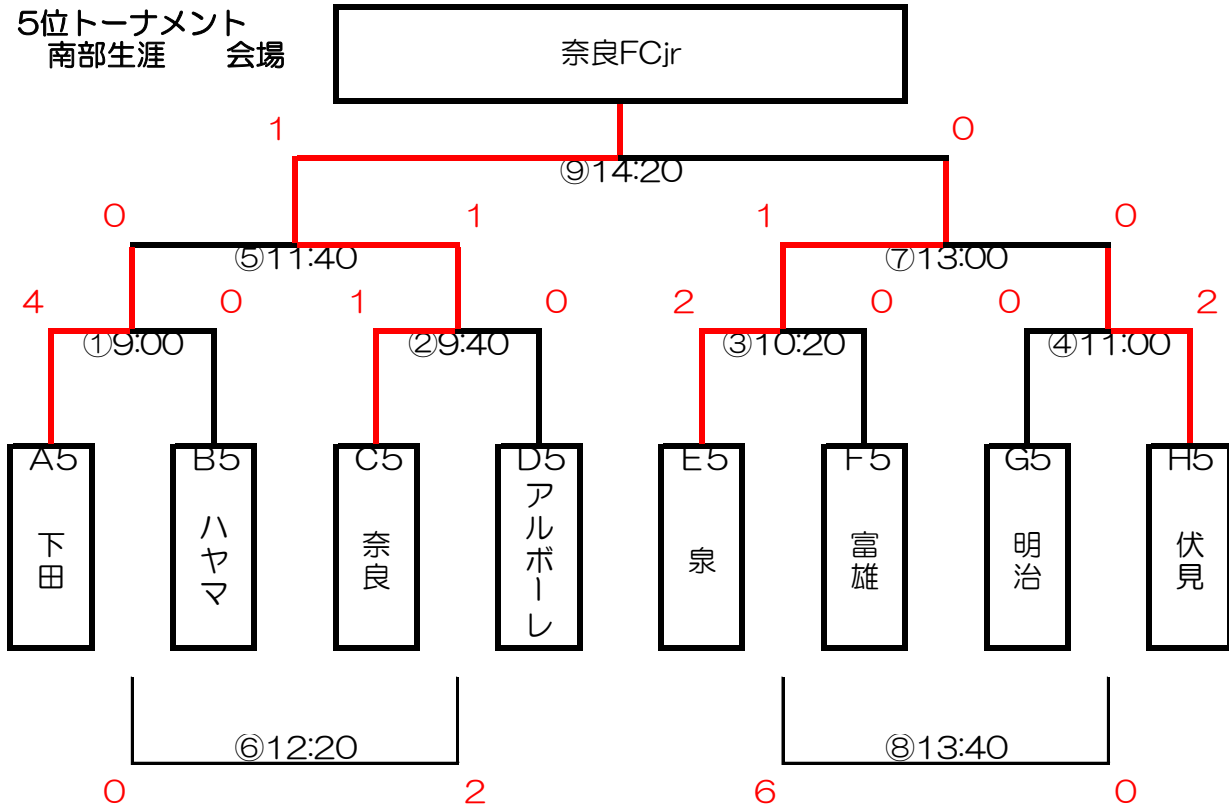 5位トーナメント
南部生涯　　会場
奈良FCjr
1 0
⑨14:20
0 1 1 0
⑤11:40 ⑦13:00
4 0 1 0 2 0 0 2
①9:00 ②9:40 ③10:20 ④11:00
A5 B5 C5 D5 E5 F5 G5 H5
下田
ハヤマ
奈良
アルボーレ
泉
富雄
明治
伏見
⑥12:20 ⑧13:40
0 2 6 0